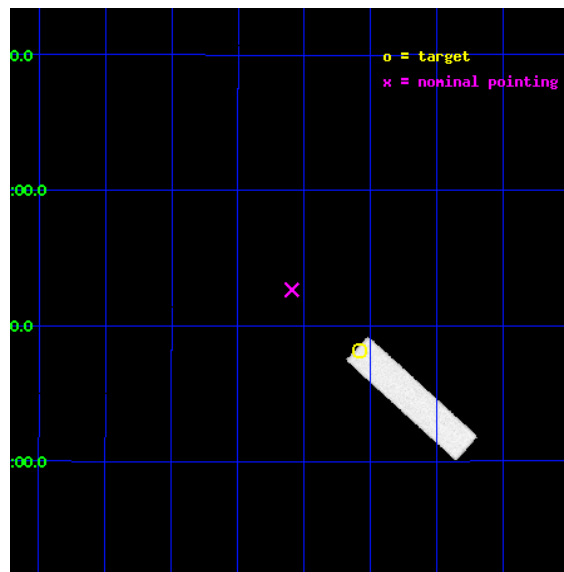 0.0
o = target
x = nominal pointing
:00.0
0.0
:00.0